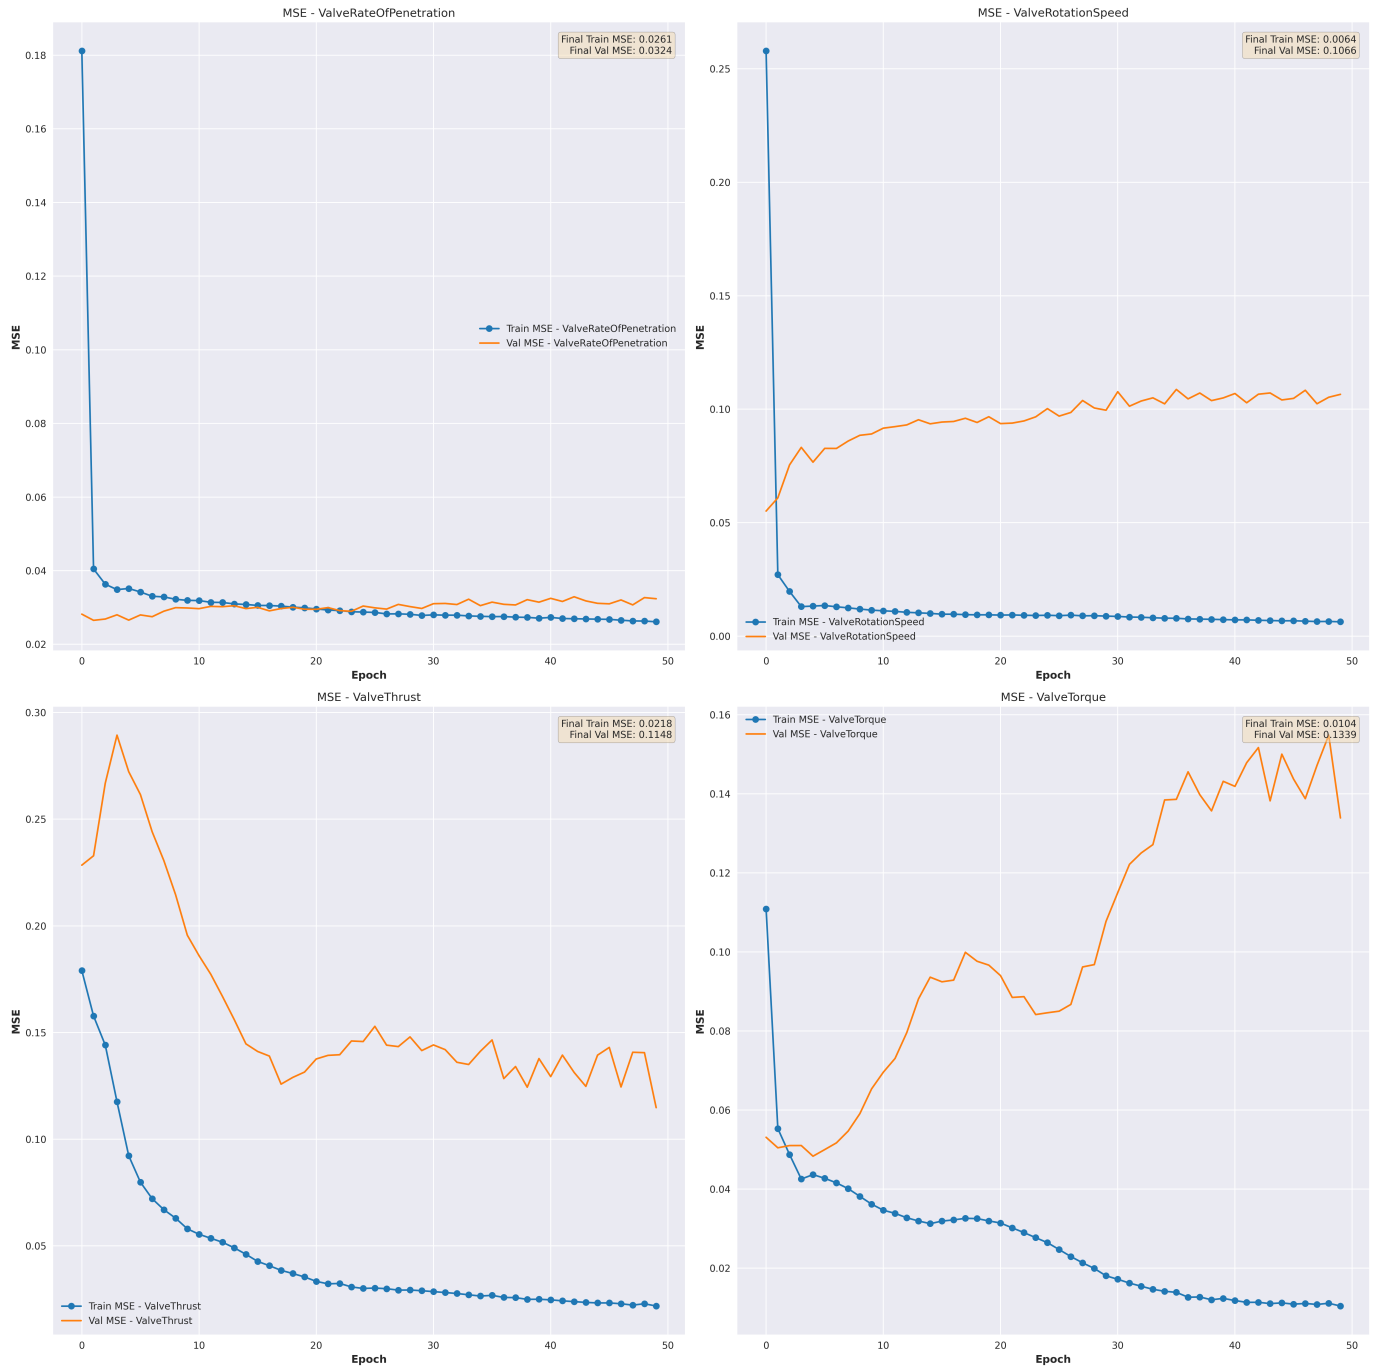 MSE - ValveRateOfPenetration
Final Train MSE: 0.0261
Final Val MSE: 0.0324
0.18
0.16
0.14
0.12
0.10
0.08
0.06
0.04
0.02
MSE
Train MSE - ValveRateOfPenetration
Val MSE - ValveRateOfPenetration
0 10 20 30 40 50
Epoch
MSE - ValveRotationSpeed
Final Train MSE: 0.0064
Final Val MSE: 0.1066
0.25
0.20
0.15
0.10
0.05
0.00
MSE
Train MSE - ValveRotationSpeed
Val MSE - ValveRotationSpeed
0 10 20 30 40 50
Epoch
MSE - ValveThrust
Final Train MSE: 0.0218
Final Val MSE: 0.1148
0.30
0.25
0.20
0.15
0.10
0.05
MSE
Train MSE - ValveThrust
Val MSE - ValveThrust
0 10 20 30 40 50
Epoch
MSE - ValveTorque
Train MSE - ValveTorque
Val MSE - ValveTorque
Final Train MSE: 0.0104
Final Val MSE: 0.1339
0.16
0.14
0.12
0.10
0.08
0.06
0.04
0.02
MSE
0 10 20 30 40 50
Epoch